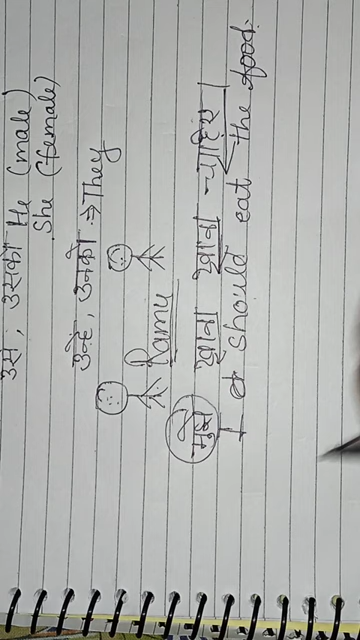 उसे, उसको He (male)
She (female)
उन्हे, उनको ⇒ They
Ramu
मुझे खाना खाना चाहिए।
I should eat the food.